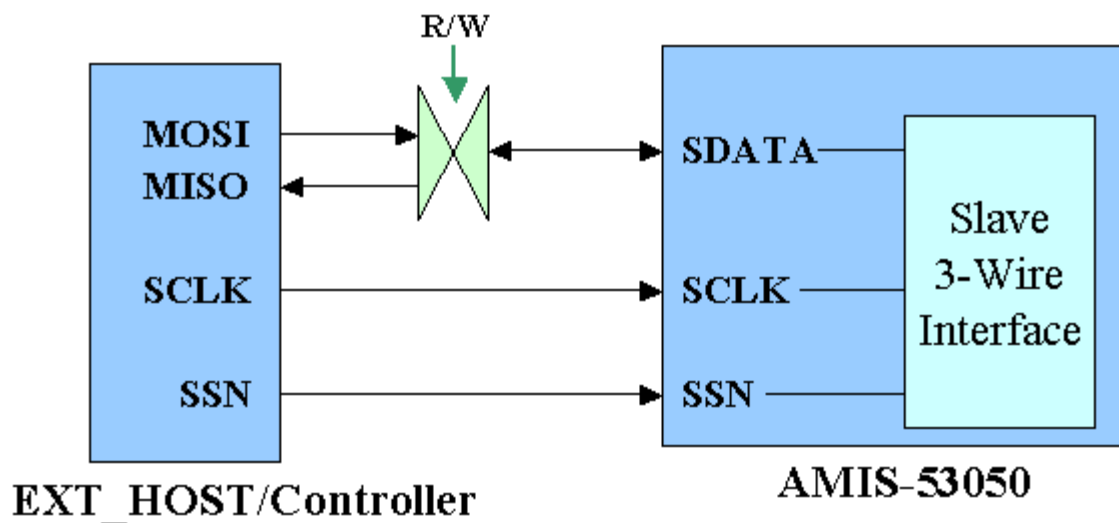 R/W
MOSI
MISO
SCLK
SSN
SDATA
SCLK
SSN
Slave
3-Wire
Interface
EXT_HOST/Controller
AMIS-53050